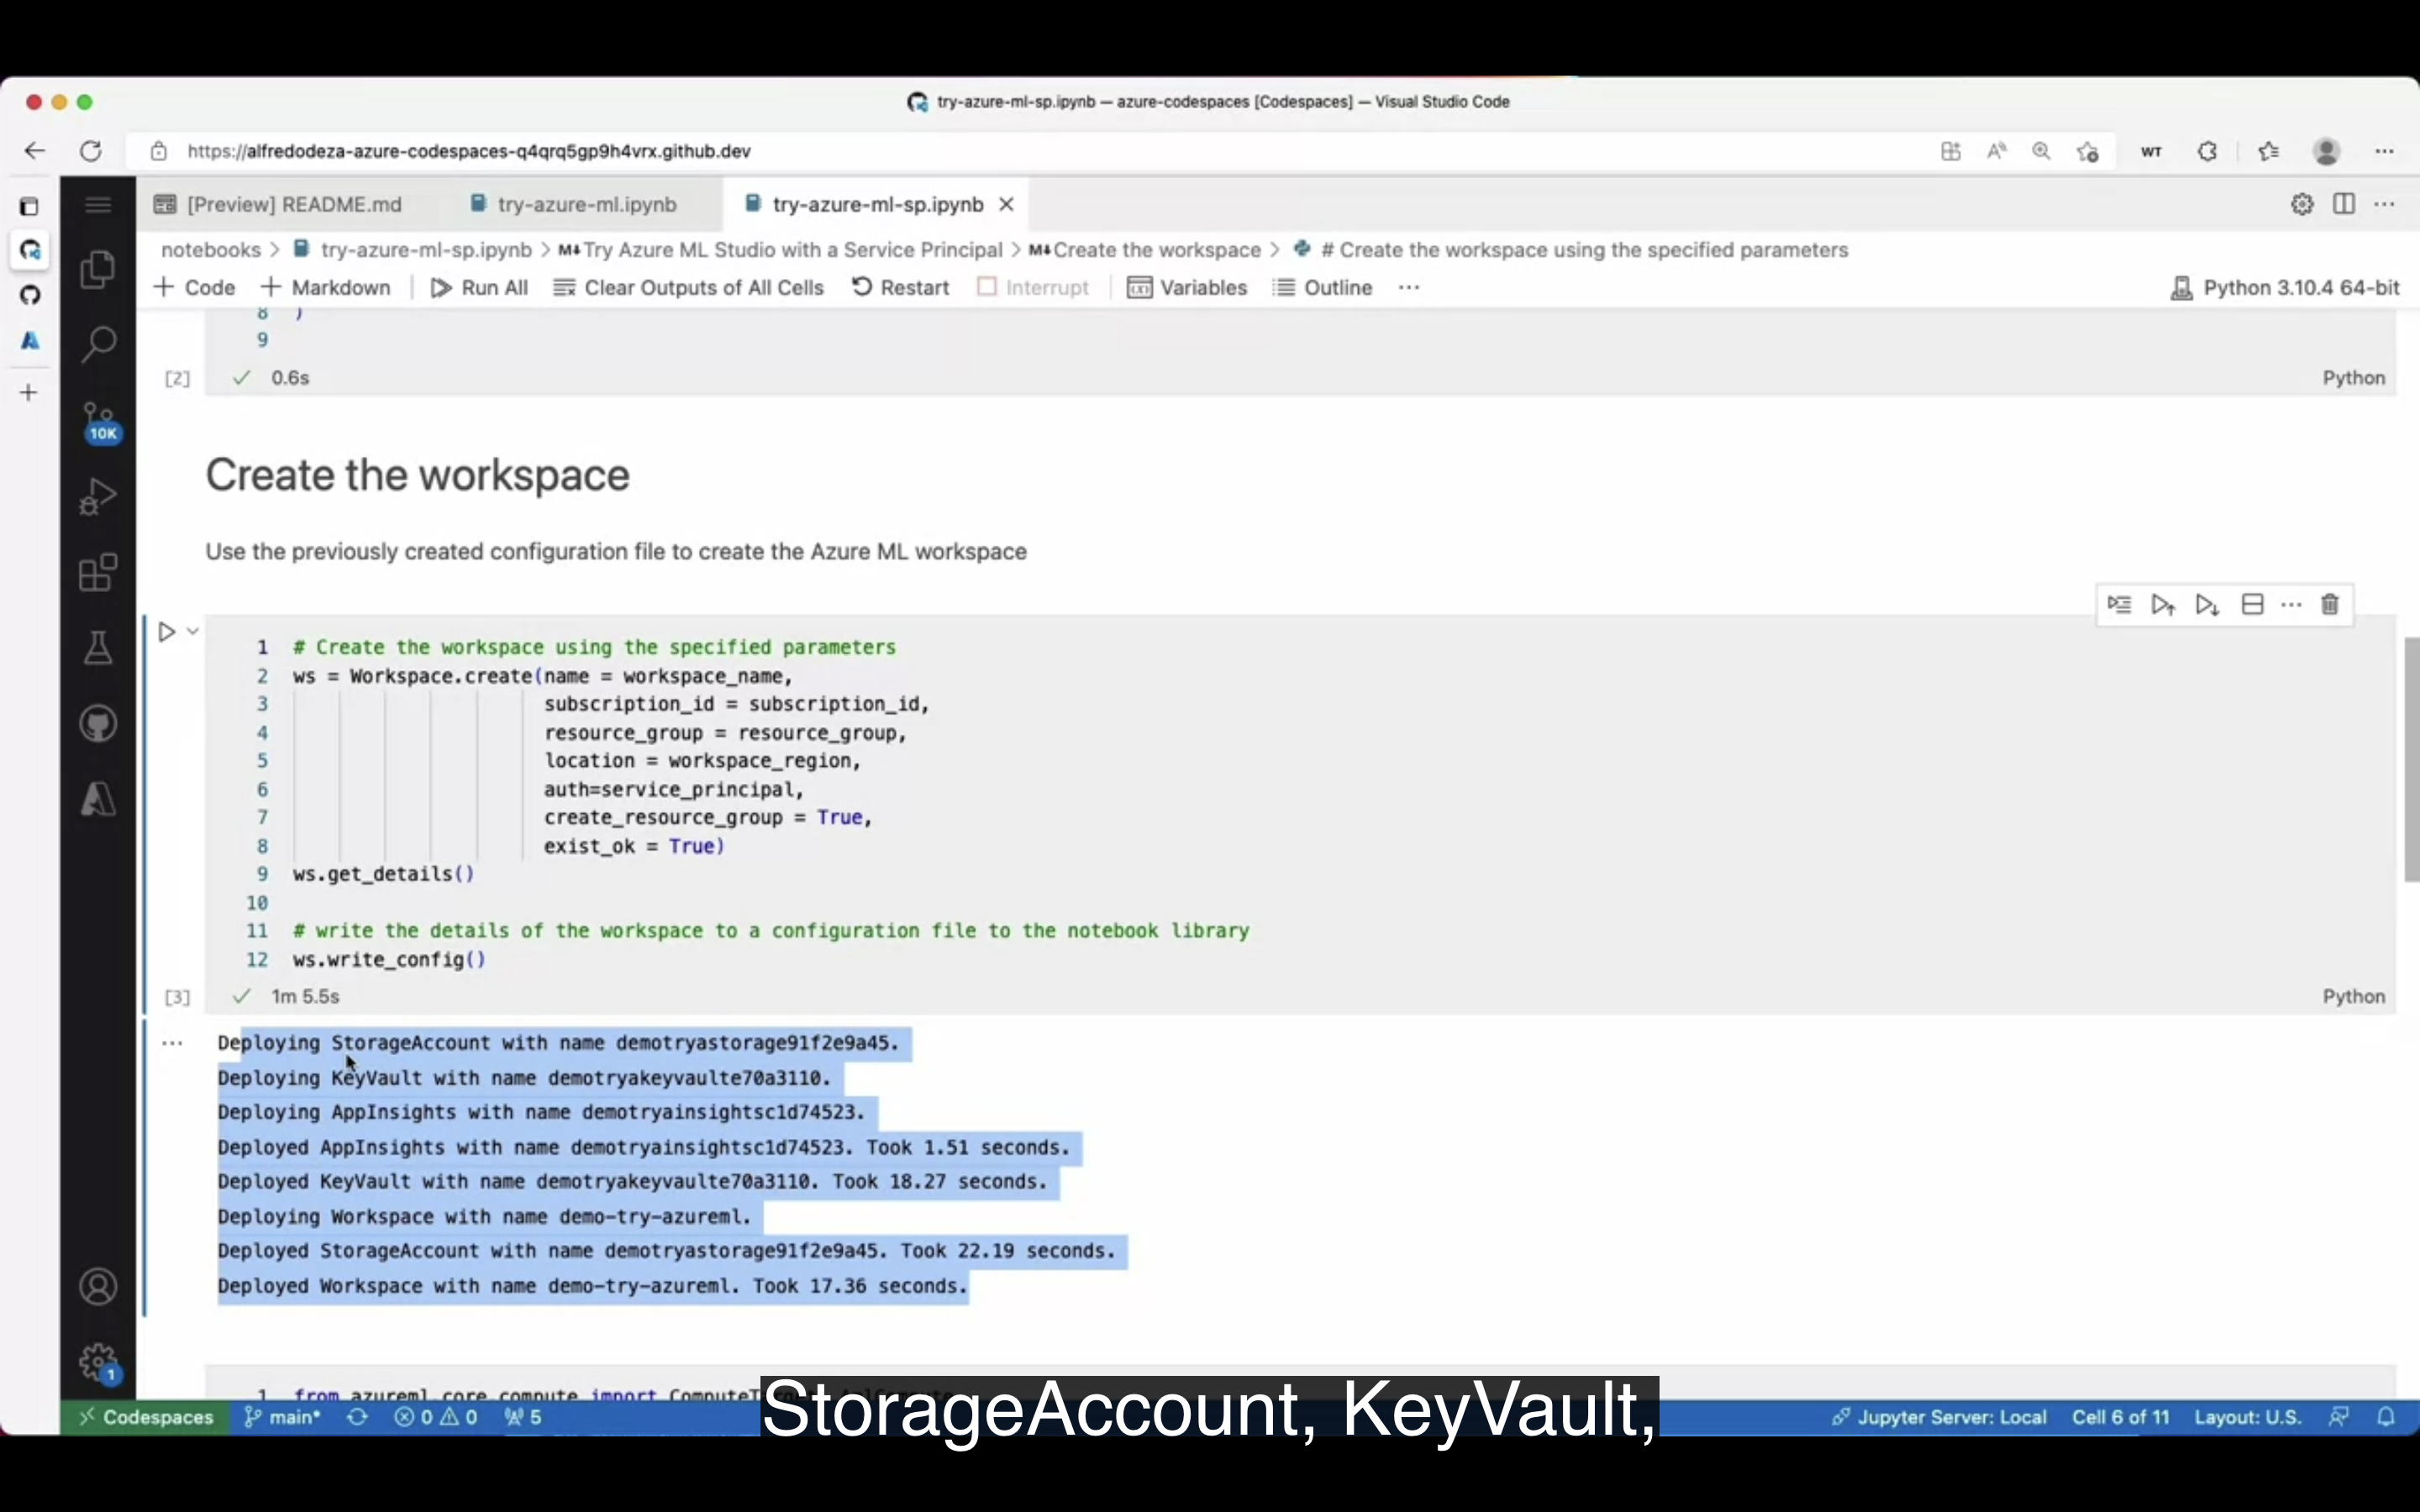 try-azure-ml-sp.ipynb — azure-codespaces [Codespaces] — Visual Studio Code
https://alfredodeza-azure-codespaces-q4qrq5gp9h4vrx.github.dev
WT
[Preview] README.md
try-azure-ml.ipynb
try-azure-ml-sp.ipynb
notebooks > try-azure-ml-sp.ipynb > M↓Try Azure ML Studio with a Service Principal > M↓Create the workspace > # Create the workspace using the specified parameters
+ Code + Markdown Run All Clear Outputs of All Cells Restart Interrupt Variables Outline ...
Python 3.10.4 64-bit
8 )
9
[2] 0.6s Python
10K
Create the workspace
Use the previously created configuration file to create the Azure ML workspace
1 # Create the workspace using the specified parameters
2 ws = Workspace.create(name = workspace_name,
3 subscription_id = subscription_id,
4 resource_group = resource_group,
5 location = workspace_region,
6 auth=service_principal,
7 create_resource_group = True,
8 exist_ok = True)
9 ws.get_details()
10
11 # write the details of the workspace to a configuration file to the notebook library
12 ws.write_config()
[3] 1m 5.5s Python
Deploying StorageAccount with name demotryastorage91f2e9a45.
Deploying KeyVault with name demotryakeyvaulte70a3110.
Deploying AppInsights with name demotryainsightsc1d74523.
Deployed AppInsights with name demotryainsightsc1d74523. Took 1.51 seconds.
Deployed KeyVault with name demotryakeyvaulte70a3110. Took 18.27 seconds.
Deploying Workspace with name demo-try-azureml.
Deployed StorageAccount with name demotryastorage91f2e9a45. Took 22.19 seconds.
Deployed Workspace with name demo-try-azureml. Took 17.36 seconds.
1
1 from azureml.core.compute import
StorageAccount, KeyVault,
Codespaces main* 0 0 5
Jupyter Server: Local Cell 6 of 11 Layout: U.S.